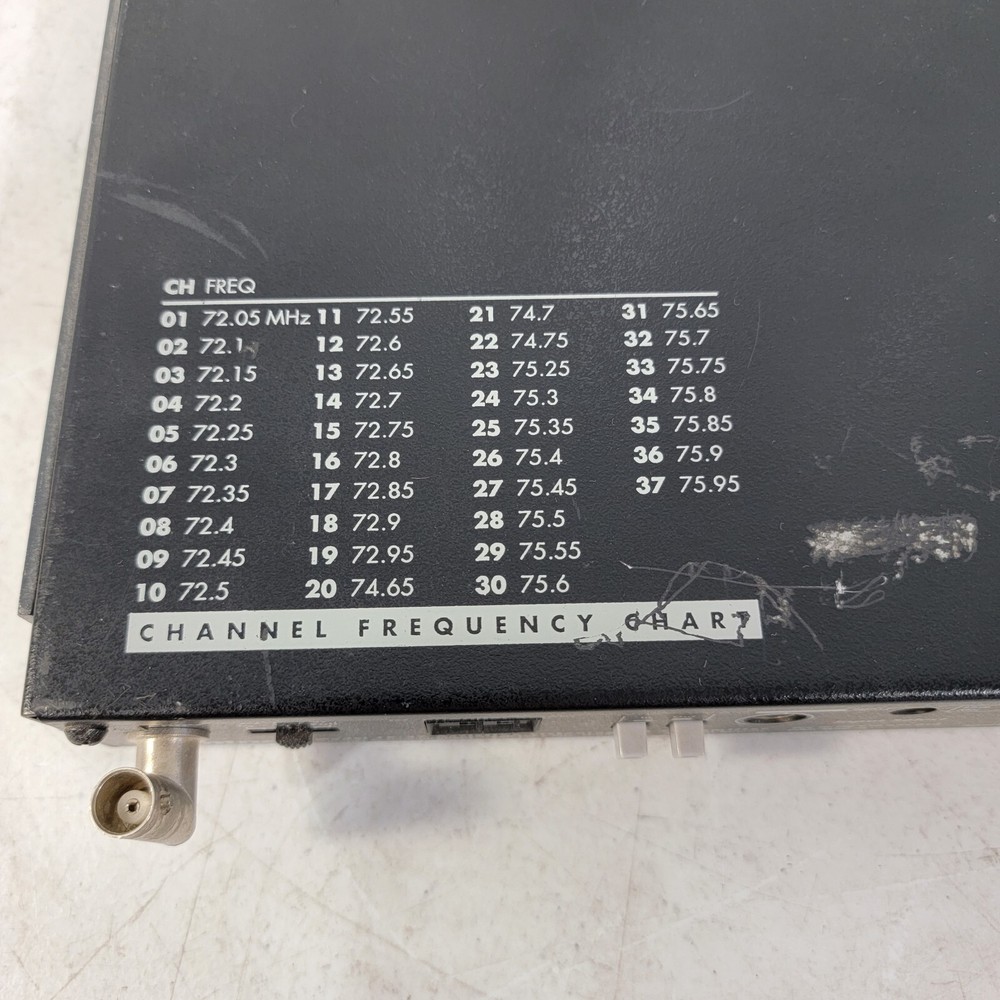 CH FREQ
01 72.05 MHz 11 72.55 21 74.7 31 75.65
02 72.1 12 72.6 22 74.75 32 75.7
03 72.15 13 72.65 23 75.25 33 75.75
04 72.2 14 72.7 24 75.3 34 75.8
05 72.25 15 72.75 25 75.35 35 75.85
06 72.3 16 72.8 26 75.4 36 75.9
07 72.35 17 72.85 27 75.45 37 75.95
08 72.4 18 72.9 28 75.5
09 72.45 19 72.95 29 75.55
10 72.5 20 74.65 30 75.6
CHANNEL FREQUENCY CHART